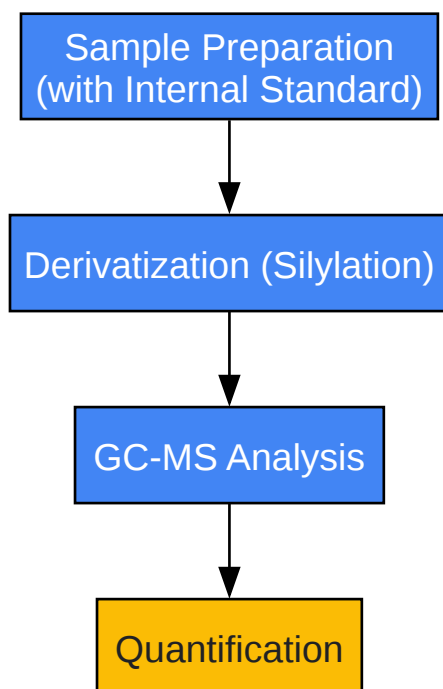 Sample Preparation
(with Internal Standard)
Derivatization (Silylation)
GC-MS Analysis
Quantification